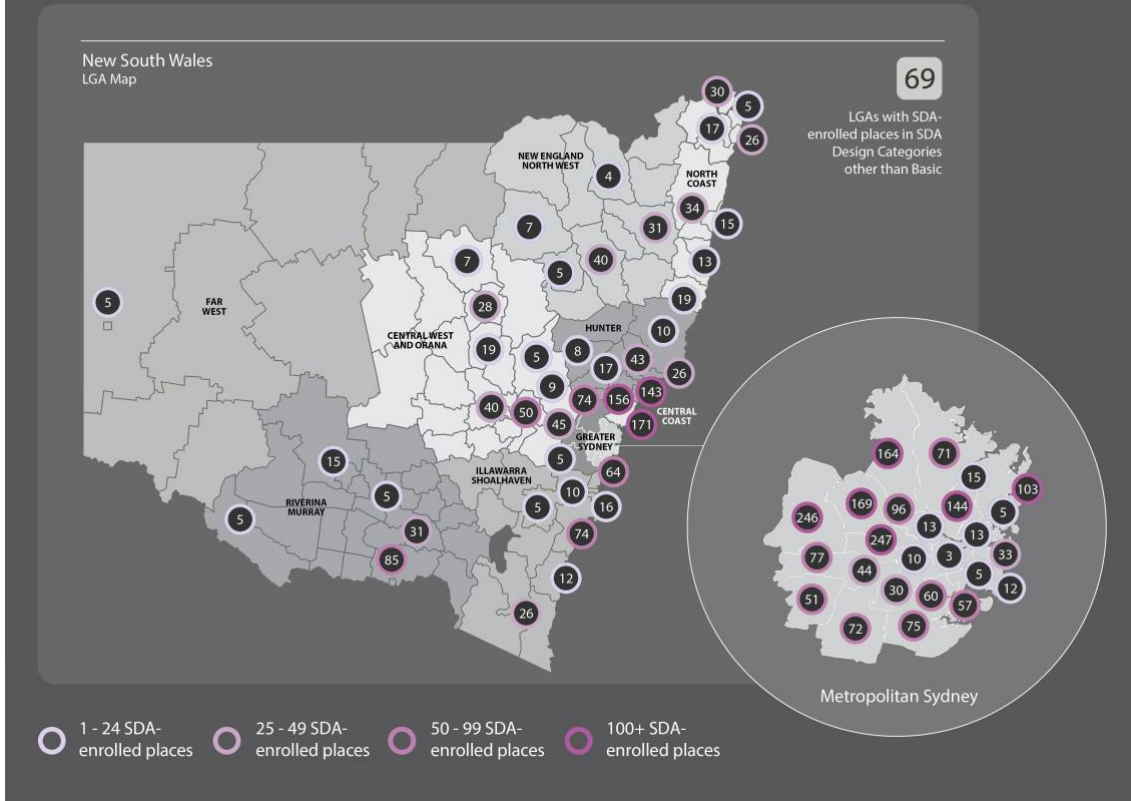 New South Wales
LGA Map
69
LGAs with SDA-
enrolled places in SDA
Design Categories
other than Basic
30
5
17
26
NEW ENGLAND
NORTH WEST
4
NORTH
COAST
34
15
7
31
7
40
13
5
5
FAR
WEST
28
19
HUNTER
10
CENTRAL WEST
AND ORANA
19
5
8
17
43
26
9
143
40
50
74
156
CENTRAL
COAST
45
171
GREATER
SYDNEY
15
5
64
ILLAWARRA
SHOALHAVEN
5
10
RIVERINA
MURRAY
5
16
5
31
74
85
12
26
164
71
15
103
246
169
96
144
5
13
13
247
77
10
3
33
44
5
51
30
60
57
12
72
75
Metropolitan Sydney
1 - 24 SDA-
enrolled places
25 - 49 SDA-
enrolled places
50 - 99 SDA-
enrolled places
100+ SDA-
enrolled places